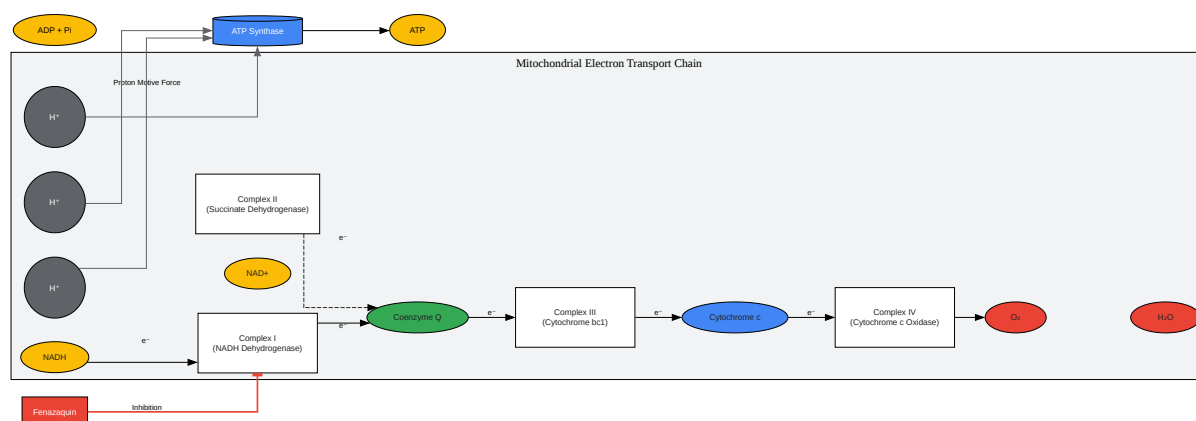 ADP + Pi
ATP Synthase
ATP
Mitochondrial Electron Transport Chain
Proton Motive Force
H⁺
Complex II
(Succinate Dehydrogenase)
H⁺
e⁻
NAD+
H⁺
Coenzyme Q
e⁻
Complex III
(Cytochrome bc1)
e⁻
Cytochrome c
e⁻
Complex IV
(Cytochrome c Oxidase)
O₂
H₂O
e⁻
Complex I
(NADH Dehydrogenase)
e⁻
NADH
Fenazaquin
Inhibition